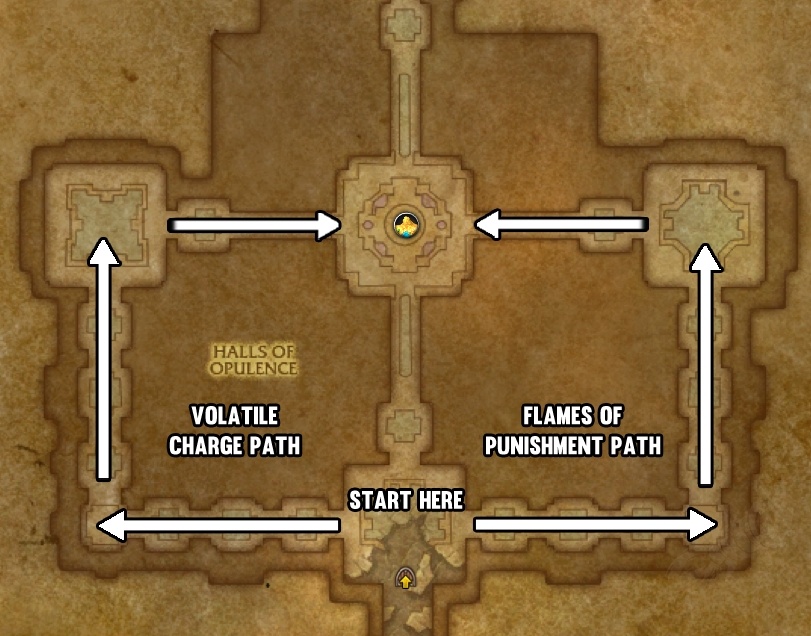 HALLS OF
OPULENCE
VOLATILE
CHARGE PATH
FLAMES OF
PUNISHMENT PATH
START HERE